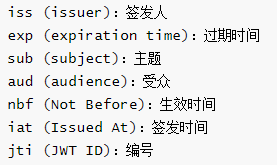 iss (issuer)：签发人
exp (expiration time)：过期时间
sub (subject)：主题
aud (audience)：受众
nbf (Not Before)：生效时间
iat (Issued At)：签发时间
jti (JWT ID)：编号